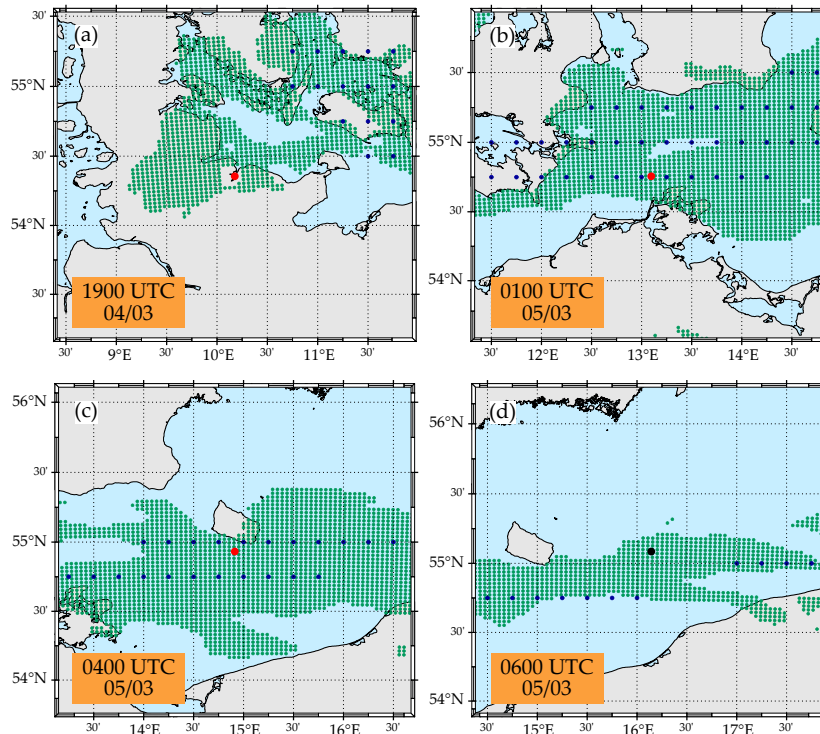 (a)
30'
55°N
30'
54°N
30'
1900 UTC
04/03
30'
9°E
30'
10°E
30'
11°E
30'
(b)
30'
55°N
30'
54°N
0100 UTC
05/03
30'
12°E
30'
13°E
30'
14°E
30'
(c)
56°N
30'
55°N
30'
54°N
0400 UTC
05/03
30'
14°E
30'
15°E
30'
16°E
30'
(d)
56°N
30'
55°N
30'
54°N
0600 UTC
05/03
30'
15°E
30'
16°E
30'
17°E
30'